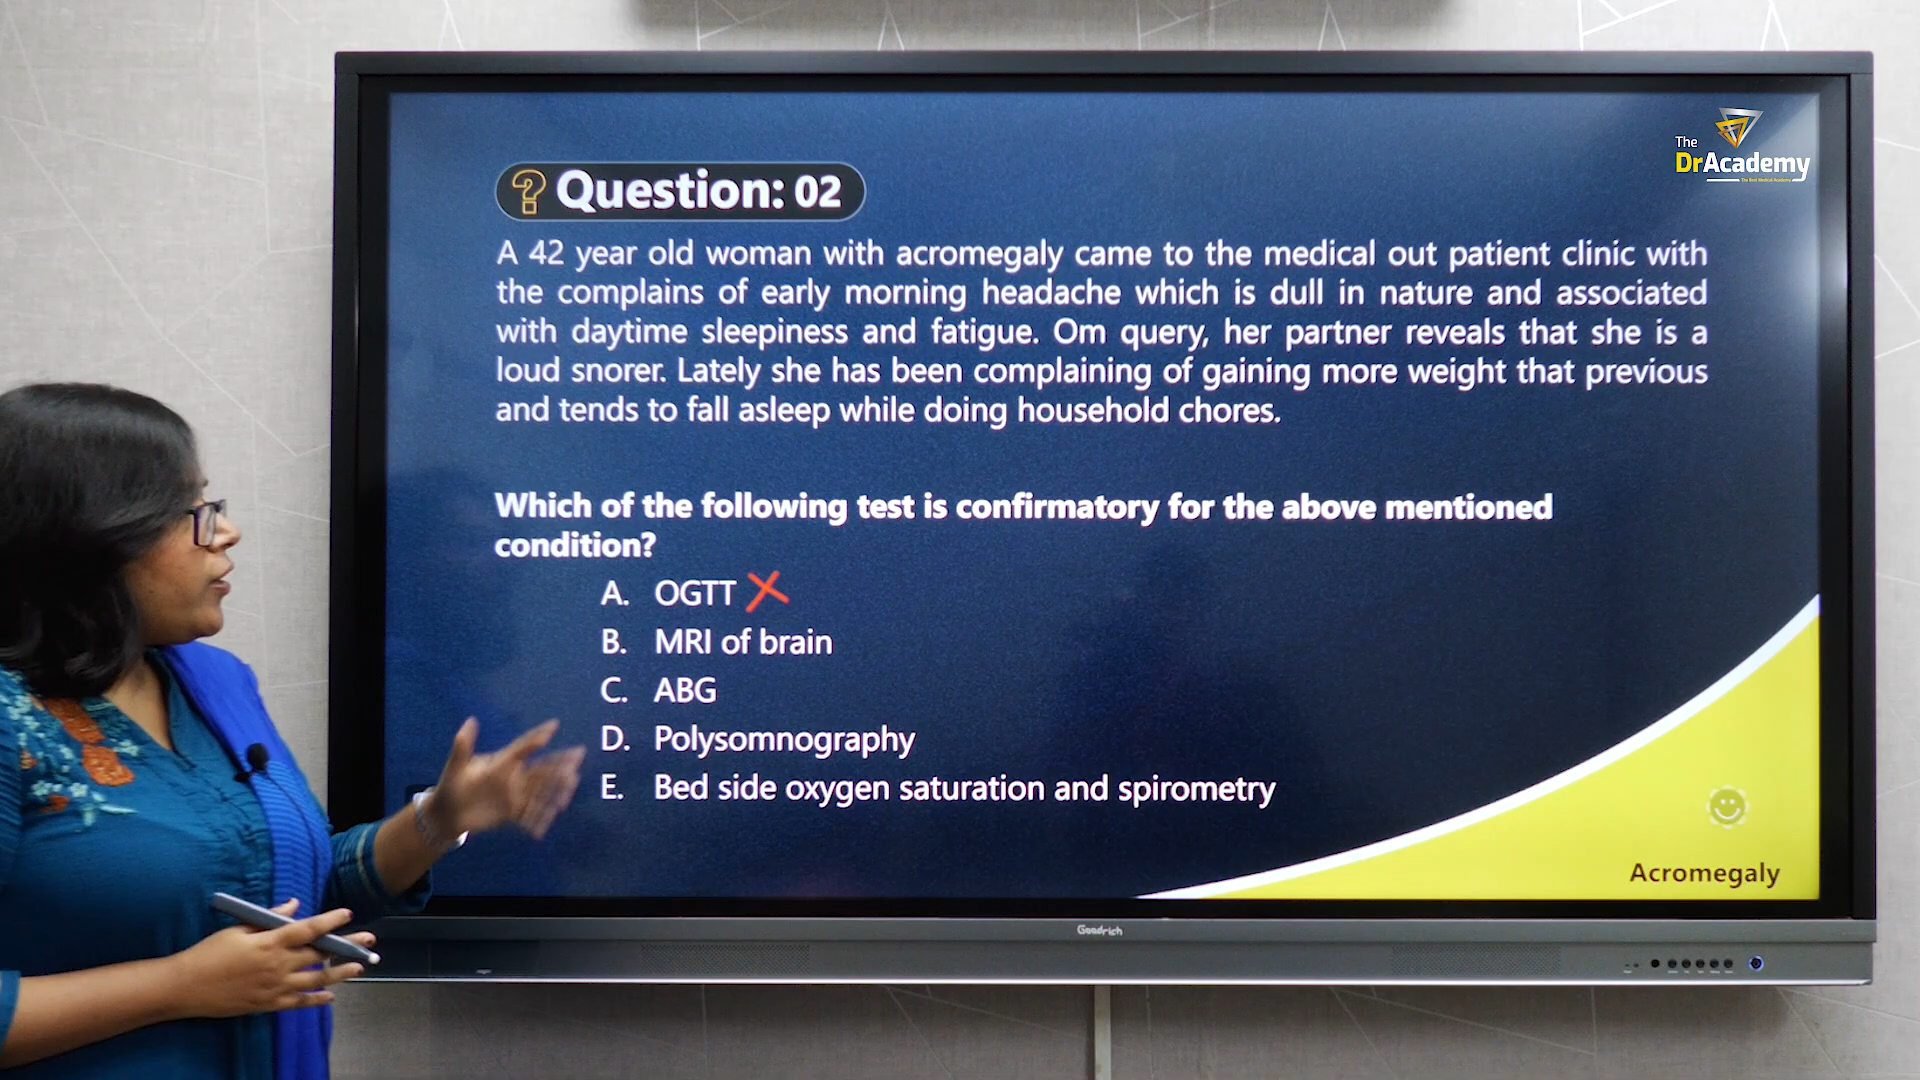 The
DrAcademy
Question: 02
A 42 year old woman with acromegaly came to the medical out patient clinic with
the complains of early morning headache which is dull in nature and associated
with daytime sleepiness and fatigue. Om query, her partner reveals that she is a
loud snorer. Lately she has been complaining of gaining more weight that previous
and tends to fall asleep while doing household chores.
Which of the following test is confirmatory for the above mentioned
condition?
A. OGTT
B. MRI of brain
C. ABG
D. Polysomnography
E. Bed side oxygen saturation and spirometry
Acromegaly
Goodrich